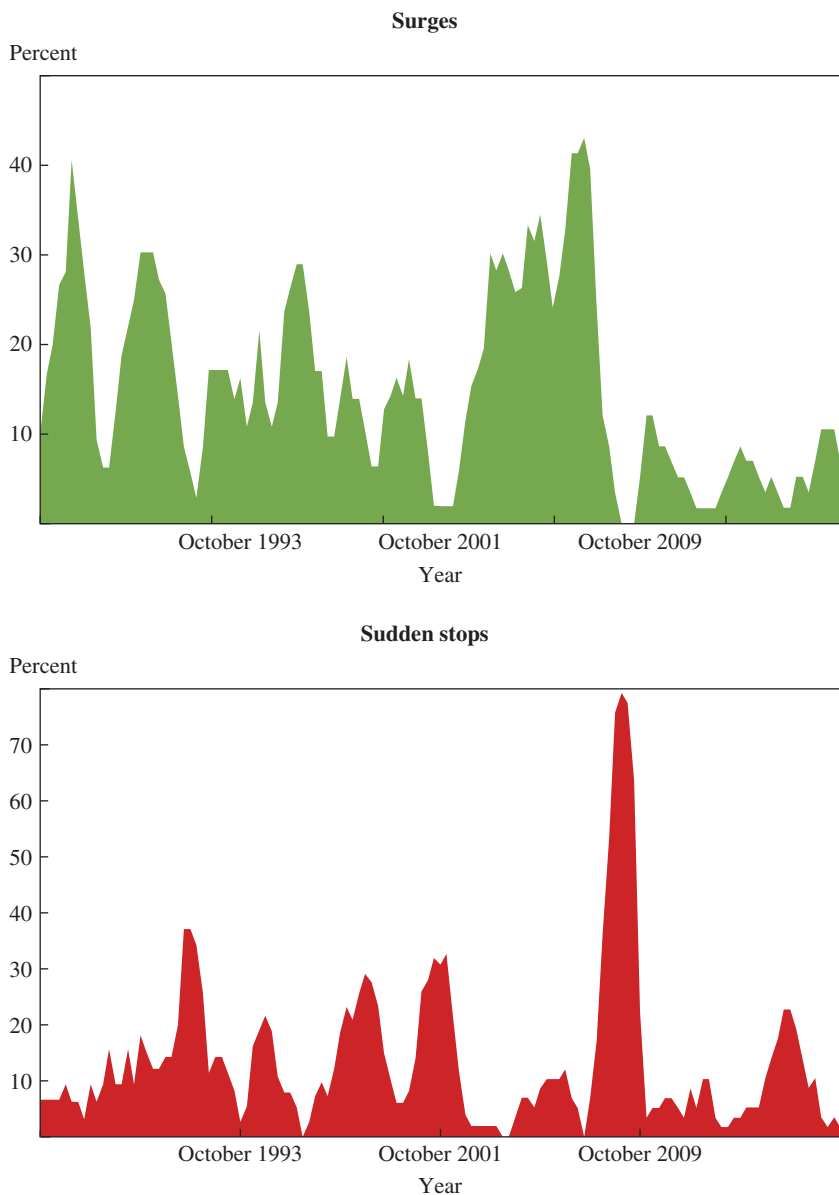 Surges
Percent
40
30
20
10
October 1993 October 2001 October 2009
Year
Sudden stops
Percent
70
60
50
40
30
20
10
October 1993 October 2001 October 2009
Year